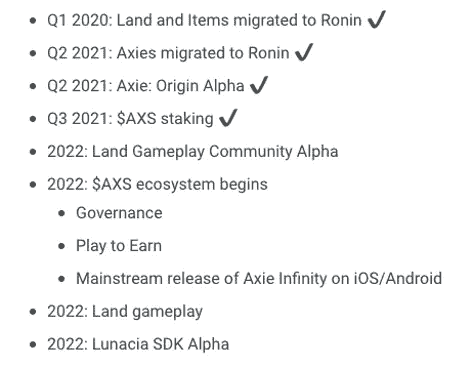 Q1 2020: Land and Items migrated to Ronin ✔
Q2 2021: Axies migrated to Ronin ✔
Q2 2021: Axie: Origin Alpha ✔
Q3 2021: $AXS staking ✔
2022: Land Gameplay Community Alpha
2022: $AXS ecosystem begins
Governance
Play to Earn
Mainstream release of Axie Infinity on iOS/Android
2022: Land gameplay
2022: Lunacia SDK Alpha